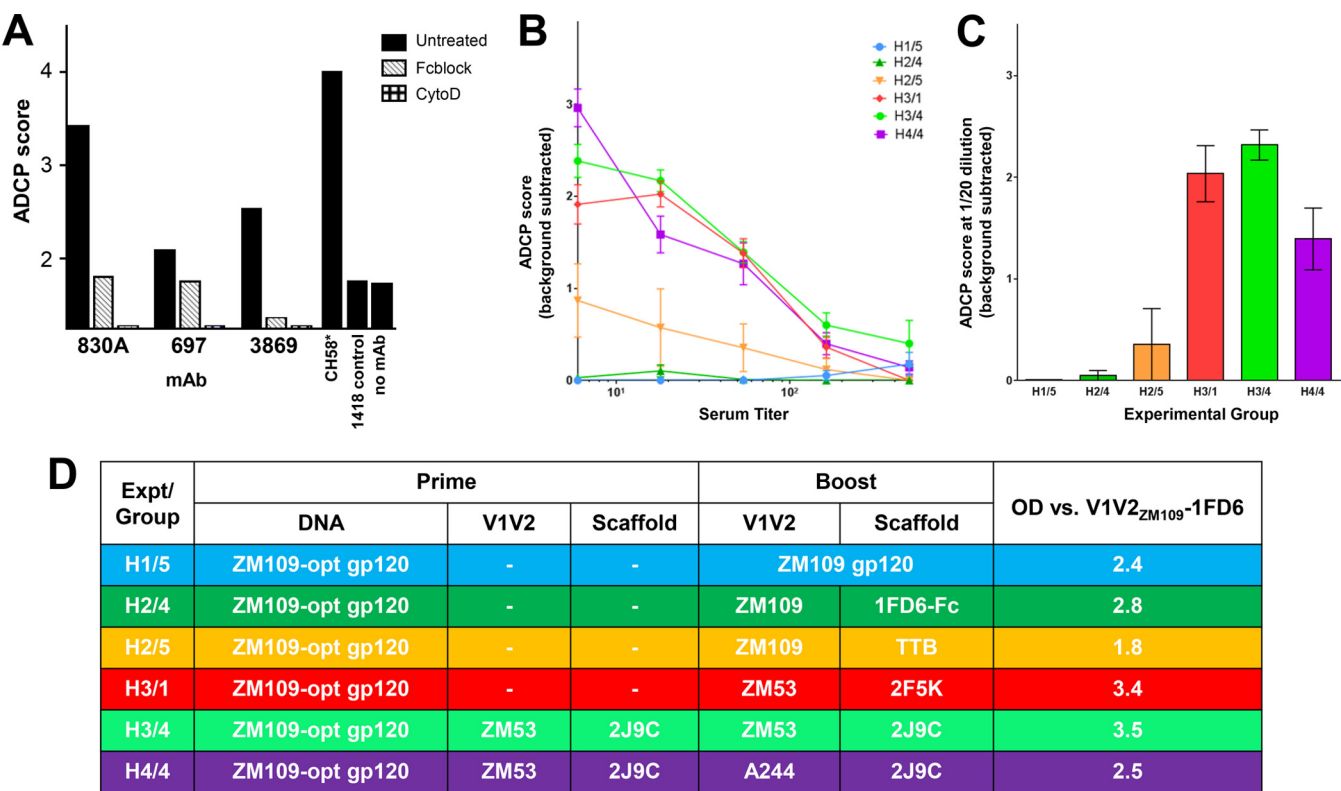 A
ADCP score
4
3
2
Untreated
Fcblock
CytoD
830A
697
3869
CH58*
1418 control
no mAb
mAb
B
ADCP score
(background subtracted)
3
2
1
0
10¹
10²
Serum Titer
H1/5
H2/4
H2/5
H3/1
H3/4
H4/4
C
ADCP score at 1/20 dilution
(background subtracted)
3
2
1
0
H1/5 H2/4 H2/5 H3/1 H3/4 H4/4
Experimental Group
D
Expt/
Group
Prime
Boost
OD vs. V1V2ZM109-1FD6
DNA V1V2 Scaffold V1V2 Scaffold
H1/5 ZM109-opt gp120 - - ZM109 gp120 2.4
H2/4 ZM109-opt gp120 - - ZM109 1FD6-Fc 2.8
H2/5 ZM109-opt gp120 - - ZM109 TTB 1.8
H3/1 ZM109-opt gp120 - - ZM53 2F5K 3.4
H3/4 ZM109-opt gp120 ZM53 2J9C ZM53 2J9C 3.5
H4/4 ZM109-opt gp120 ZM53 2J9C A244 2J9C 2.5